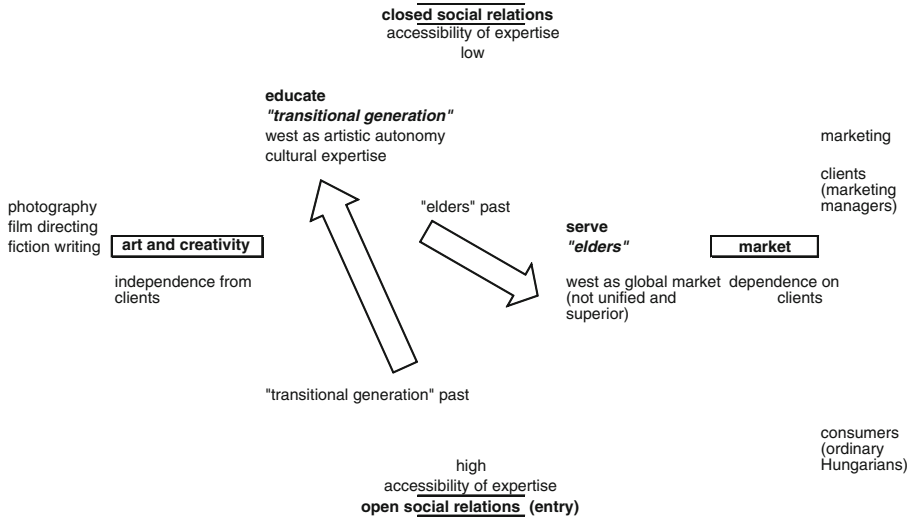 closed social relations
accessibility of expertise
low
educate
"transitional generation"
west as artistic autonomy
cultural expertise
marketing
clients
(marketing
managers)
photography
film directing
fiction writing
art and creativity
independence from
clients
"elders" past
serve
"elders"
west as global market
(not unified and
superior)
market
dependence on
clients
"transitional generation" past
consumers
(ordinary
Hungarians)
high
accessibility of expertise
open social relations (entry)